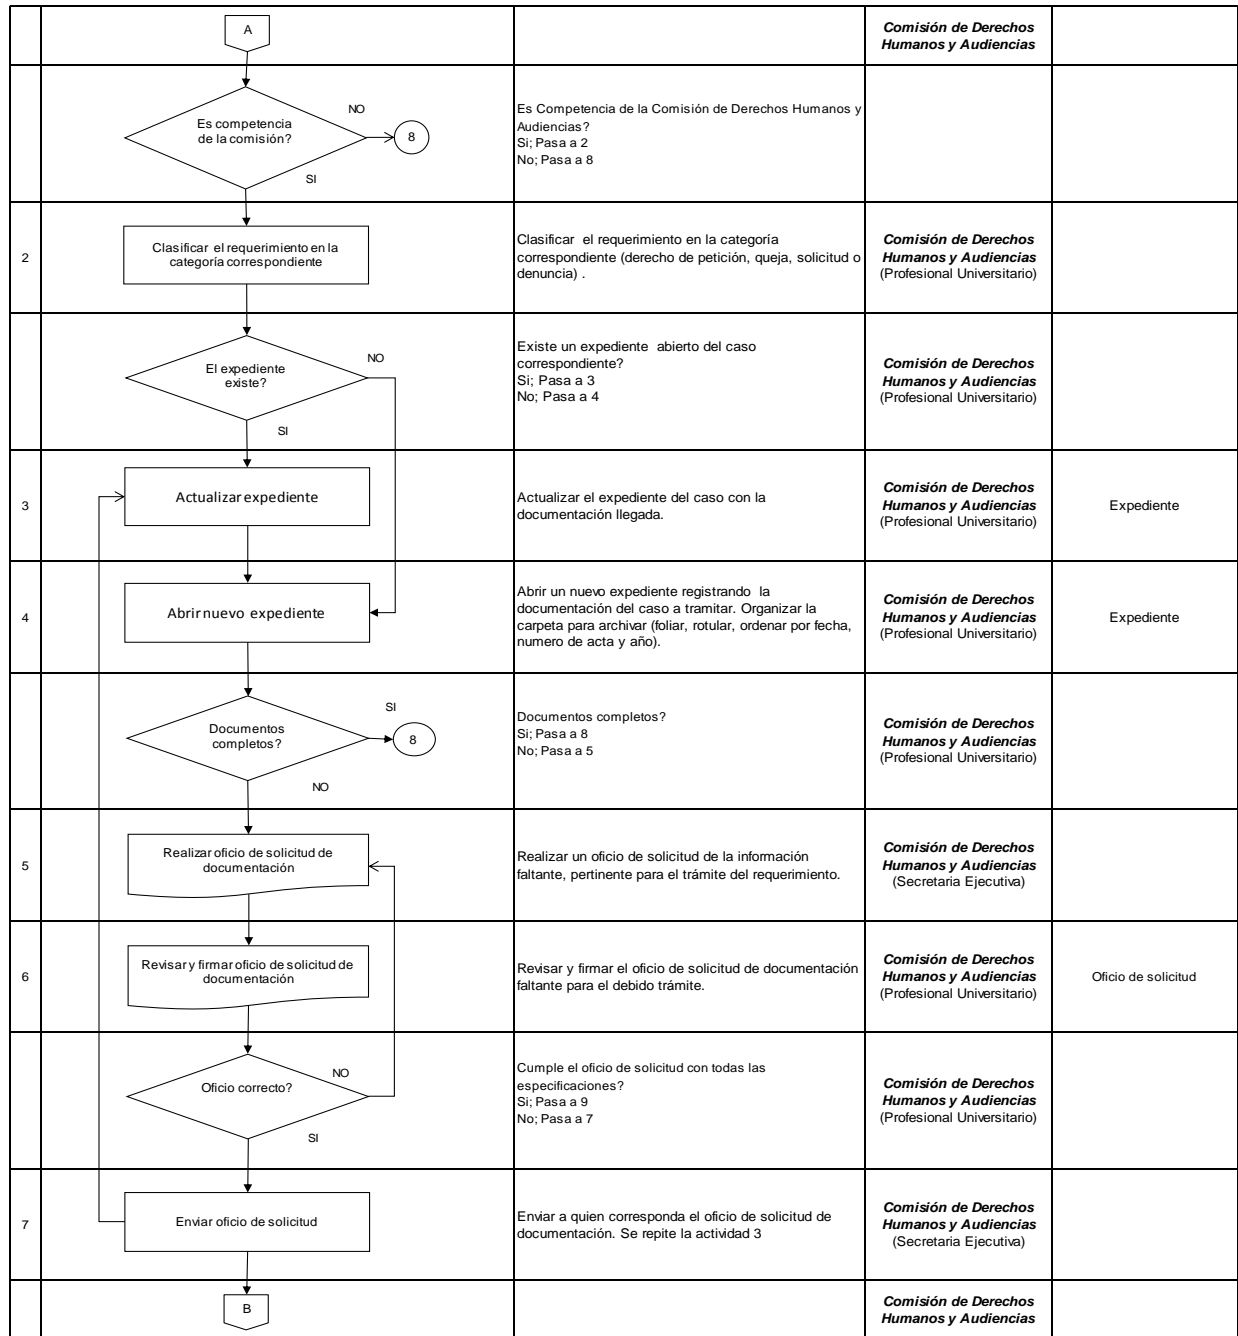 A
Comisión de Derechos
Humanos y Audiencias
Es competencia
de la comisión?
NO
8
SI
Es Competencia de la Comisión de Derechos Humanos y
Audiencias?
Si; Pasa a 2
No; Pasa a 8
2
Clasificar el requerimiento en la
categoría correspondiente
Clasificar el requerimiento en la categoría
correspondiente (derecho de petición, queja, solicitud o
denuncia) .
Comisión de Derechos
Humanos y Audiencias
(Profesional Universitario)
El expediente
existe?
NO
SI
Existe un expediente abierto del caso
correspondiente?
Si; Pasa a 3
No; Pasa a 4
Comisión de Derechos
Humanos y Audiencias
(Profesional Universitario)
3
Actualizar expediente
Actualizar el expediente del caso con la
documentación llegada.
Comisión de Derechos
Humanos y Audiencias
(Profesional Universitario)
Expediente
4
Abrir nuevo expediente
Abrir un nuevo expediente registrando la
documentación del caso a tramitar. Organizar la
carpeta para archivar (foliar, rotular, ordenar por fecha,
numero de acta y año).
Comisión de Derechos
Humanos y Audiencias
(Profesional Universitario)
Expediente
Documentos
completos?
SI
8
NO
Documentos completos?
Si; Pasa a 8
No; Pasa a 5
Comisión de Derechos
Humanos y Audiencias
(Profesional Universitario)
5
Realizar oficio de solicitud de
documentación
Realizar un oficio de solicitud de la información
faltante, pertinente para el trámite del requerimiento.
Comisión de Derechos
Humanos y Audiencias
(Secretaria Ejecutiva)
6
Revisar y firmar oficio de solicitud de
documentación
Revisar y firmar el oficio de solicitud de documentación
faltante para el debido trámite.
Comisión de Derechos
Humanos y Audiencias
(Profesional Universitario)
Oficio de solicitud
Oficio correcto?
NO
SI
Cumple el oficio de solicitud con todas las
especificaciones?
Si; Pasa a 9
No; Pasa a 7
Comisión de Derechos
Humanos y Audiencias
(Profesional Universitario)
7
Enviar oficio de solicitud
Enviar a quien corresponda el oficio de solicitud de
documentación. Se repite la actividad 3
Comisión de Derechos
Humanos y Audiencias
(Secretaria Ejecutiva)
B
Comisión de Derechos
Humanos y Audiencias